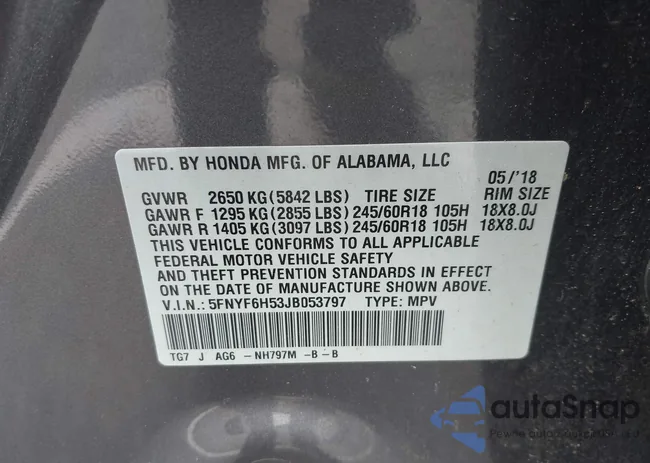 MFD. BY HONDA MFG. OF ALABAMA, LLC
05/'18
GVWR 2650 KG(5842 LBS) TIRE SIZE RIM SIZE
GAWR F 1295 KG(2855 LBS)245/60R18 105H 18X8.0J
GAWR R 1405 KG(3097 LBS)245/60R18 105H 18X8.0J
THIS VEHICLE CONFORMS TO ALL APPLICABLE
FEDERAL MOTOR VEHICLE SAFETY
AND THEFT PREVENTION STANDARDS IN EFFECT
ON THE DATE OF MANUFACTURE SHOWN ABOVE.
V.I.N.: 5FNYF6H53JB053797 TYPE: MPV
TG7 J AG6 -NH797M -B-B
autoSnap